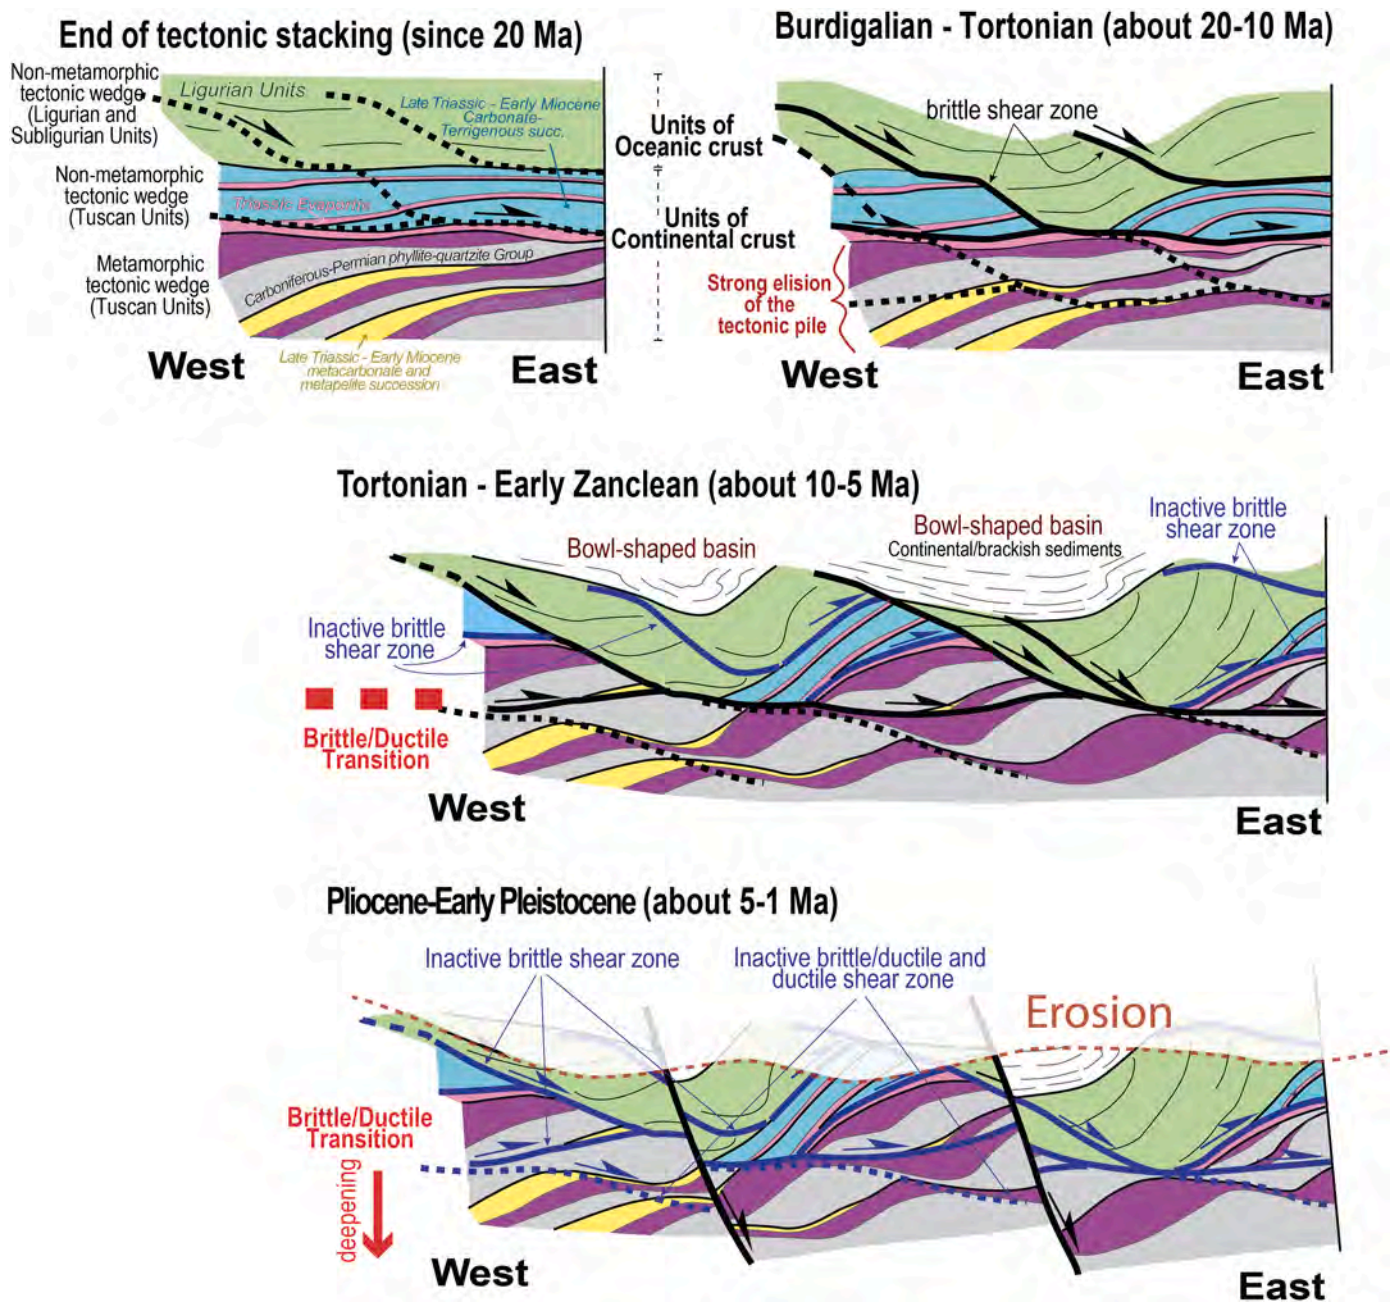 End of tectonic stacking (since 20 Ma)
Non-metamorphic
tectonic wedge
(Ligurian and
Subligurian Units)
Ligurian Units
Late Triassic - Early Miocene
Carbonate-
Terrigenous succ.
Non-metamorphic
tectonic wedge
(Tuscan Units)
Triassic Evaporite
Metamorphic
tectonic wedge
(Tuscan Units)
Carboniferous-Permian phyllite-quartzite Group
West
Late Triassic - Early Miocene
metacarbonate and
metapelite succession
East
Units of
Oceanic crust
Units of
Continental crust
Burdigalian - Tortonian (about 20-10 Ma)
brittle shear zone
Strong elision
of the
tectonic pile
West
East
Tortonian - Early Zanclean (about 10-5 Ma)
Bowl-shaped basin
Bowl-shaped basin
Continental/brackish sediments
Inactive brittle
shear zone
Inactive brittle
shear zone
Brittle/Ductile
Transition
West
East
Pliocene-Early Pleistocene (about 5-1 Ma)
Inactive brittle shear zone
Inactive brittle/ductile and
ductile shear zone
Erosion
Brittle/Ductile
Transition
deepening
West
East